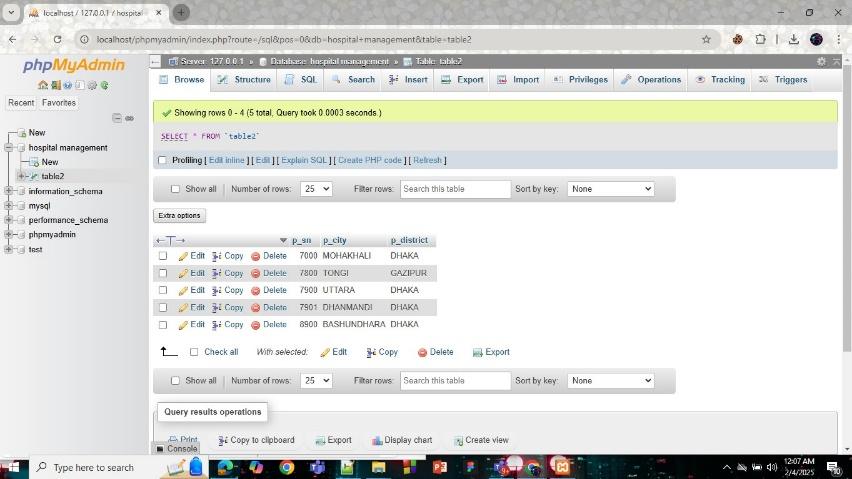 localhost / 127.0.0.1 / hospital
localhost/phpmyadmin/index.php?route=/sql&pos=0&db=hospital+management&table=table2
phpMyAdmin
Server: 127.0.0.1 » Database: hospital management » Table: table2
Browse Structure SQL Search Insert Export Import Privileges Operations Tracking Triggers
Recent Favorites
New
hospital management
New
table2
information_schema
mysql
performance_schema
phpmyadmin
test
Showing rows 0 - 4 (5 total, Query took 0.0003 seconds.)
SELECT * FROM `table2`
Profiling [ Edit inline ] [ Edit ] [ Explain SQL ] [ Create PHP code ] [ Refresh ]
Show all Number of rows: 25 Filter rows: Search this table Sort by key: None
Extra options
←T→ p_sn p_city p_district
Edit Copy Delete 7000 MOHAKHALI DHAKA
Edit Copy Delete 7800 TONGI GAZIPUR
Edit Copy Delete 7900 UTTARA DHAKA
Edit Copy Delete 7901 DHANMANDI DHAKA
Edit Copy Delete 8900 BASHUNDHARA DHAKA
Check all With selected: Edit Copy Delete Export
Show all Number of rows: 25 Filter rows: Search this table Sort by key: None
Query results operations
Print Copy to clipboard Export Display chart Create view
Console
Type here to search
12:07 AM
2/4/2025